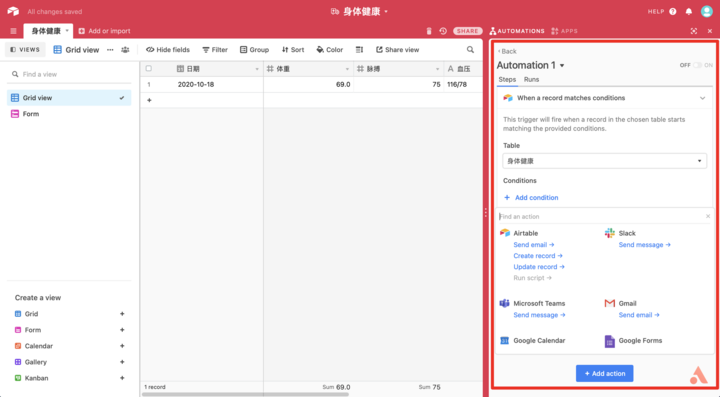 All changes saved
身体健康
HELP
身体健康
Add or import
SHARE
AUTOMATIONS
APPS
VIEWS
Grid view
Hide fields
Filter
Group
Sort
Color
Share view
Find a view
Grid view
Form
Create a view
Grid
Form
Calendar
Gallery
Kanban
日期
体重
脉搏
血压
1
2020-10-18
69.0
75
116/78
1 record
Sum 69.0
Sum 75
Back
Automation 1
OFF
ON
Steps
Runs
When a record matches conditions
This trigger will fire when a record in the chosen table starts
matching the provided conditions.
Table
身体健康
Conditions
+ Add condition
Find an action
Airtable
Send email →
Create record →
Update record →
Run script →
Slack
Send message →
Microsoft Teams
Send message →
Gmail
Send email →
Google Calendar
Google Forms
+ Add action